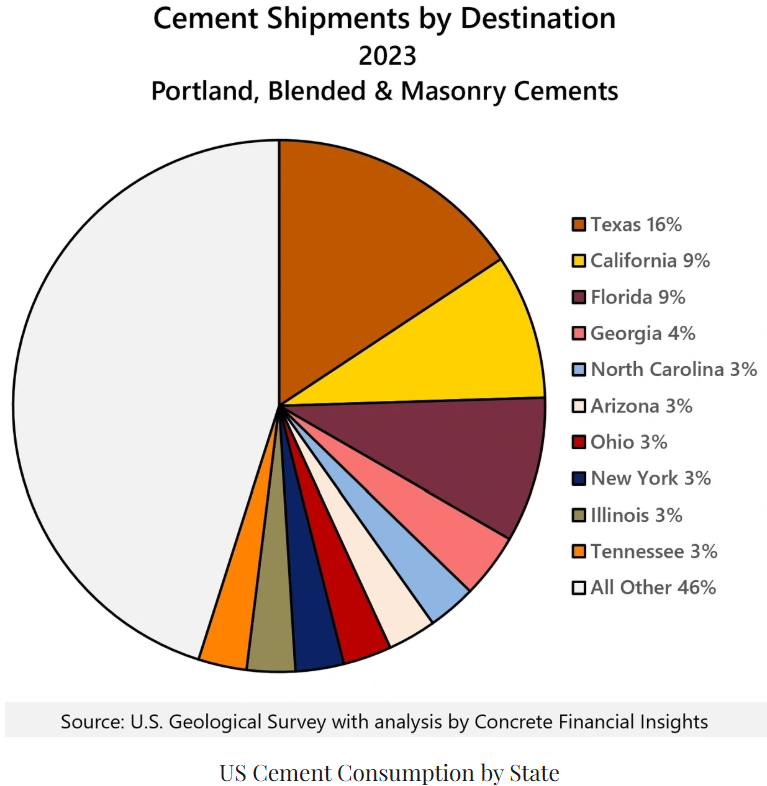 Cement Shipments by Destination
2023
Portland, Blended & Masonry Cements
Texas 16%
California 9%
Florida 9%
Georgia 4%
North Carolina 3%
Arizona 3%
Ohio 3%
New York 3%
Illinois 3%
Tennessee 3%
All Other 46%
Source: U.S. Geological Survey with analysis by Concrete Financial Insights
US Cement Consumption by State